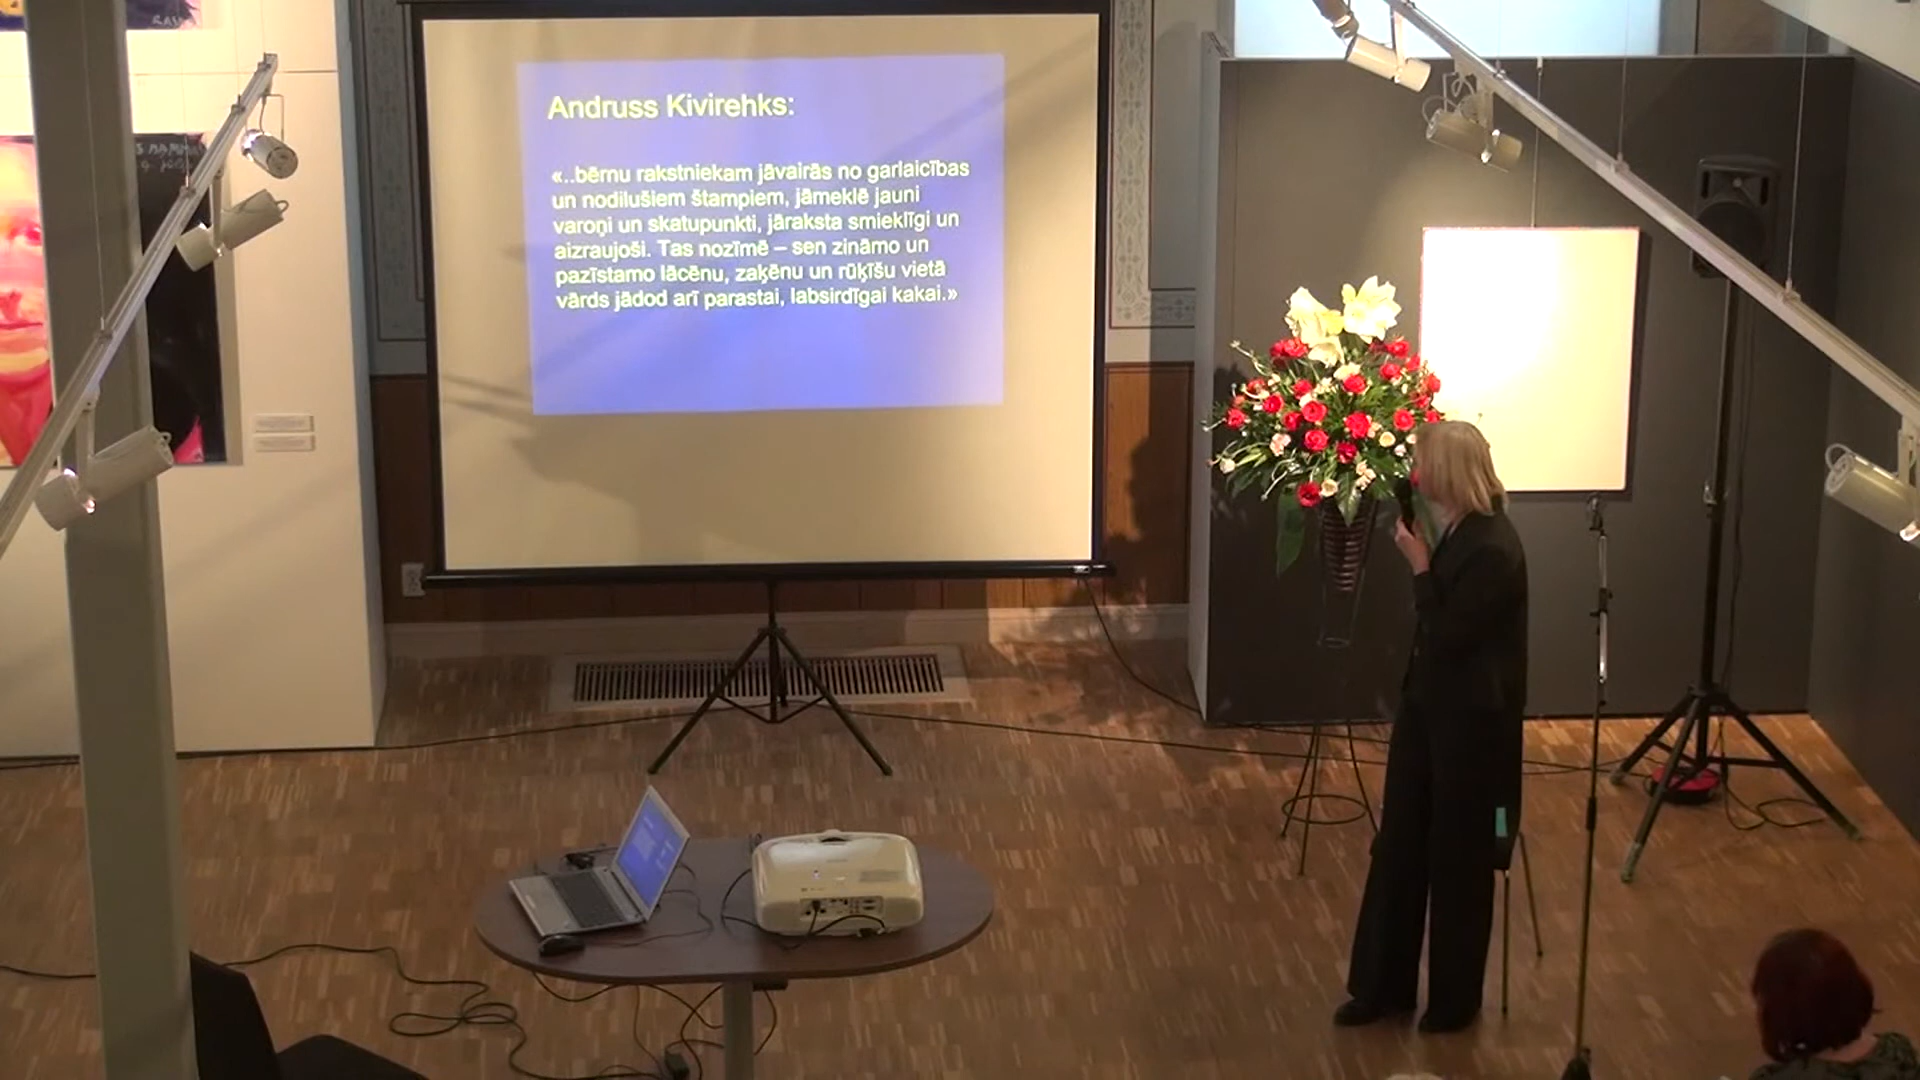 Andruss Kivirehks:
«..bērnu rakstniekam jāvairās no garlaicības
un nodilušiem štampiem, jāmeklē jauni
varoņi un skatupunkti, jāraksta smieklīgi un
aizraujoši. Tas nozīmē – sen zināmo un
pazīstamo lācēnu, zaķēnu un rūķīšu vietā
vārds jādod arī parastai, labsirdīgai kakai.»